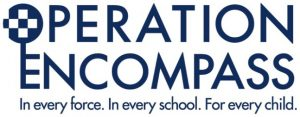 OPERATION
ENCOMPASS
In every force. In every school. For every child.